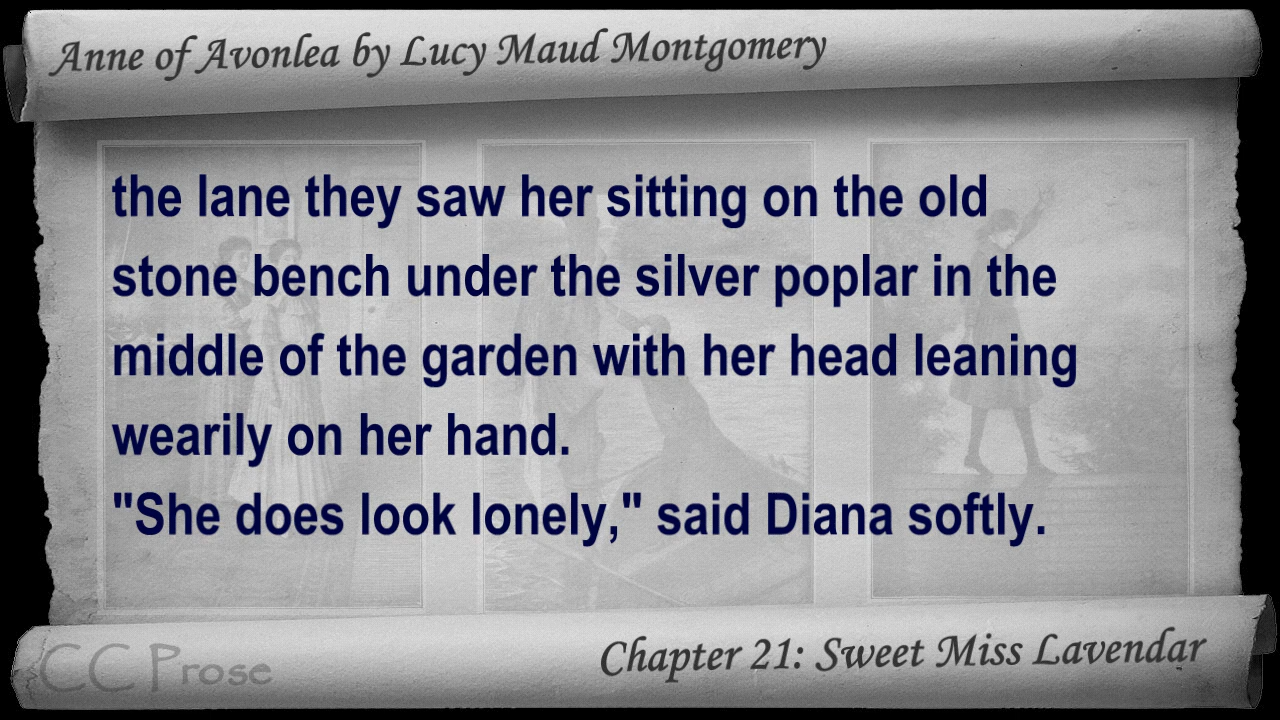 Anne of Avonlea by Lucy Maud Montgomery
the lane they saw her sitting on the old
stone bench under the silver poplar in the
middle of the garden with her head leaning
wearily on her hand.
"She does look lonely," said Diana softly.
CC Prose
Chapter 21: Sweet Miss Lavendar